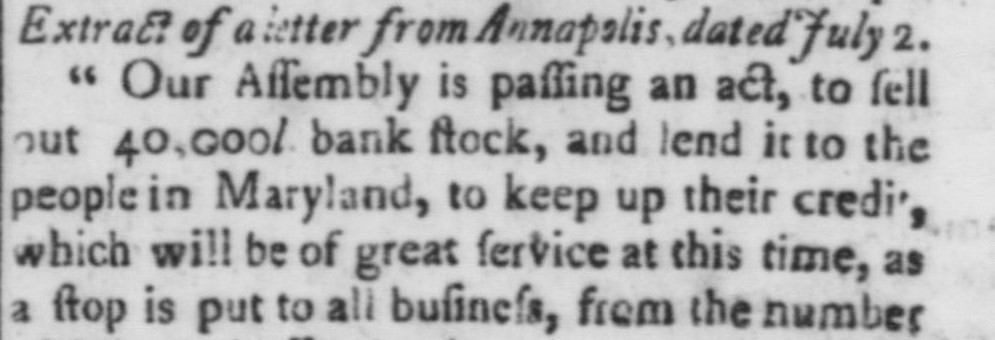 Extract of a letter from Annapolis, dated July 2.
“ Our Aſſembly is paſſing an act, to ſell
out 40,000l bank ſtock, and lend it to the
people in Maryland, to keep up their credit,
which will be of great ſervice at this time, as
a ſtop is put to all buſineſs, from the number